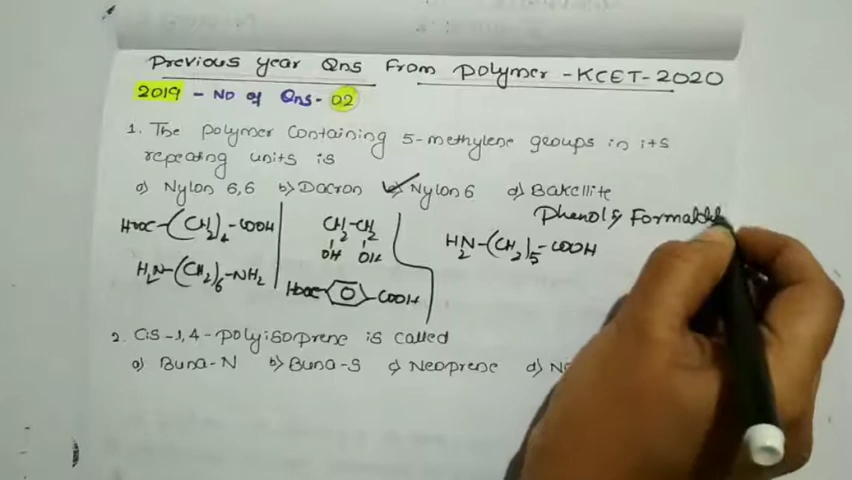 Previous year Qns From Polymer - KCET-2020
2019 - No of Qns - 02
1. The polymer containing 5-methylene groups in its
repeating units is
a) Nylon 6,6 b) Dacron c) Nylon 6 d) Bakellite
Phenol &
HOOC-(CH2)4-COOH
H2N-(CH2)6-NH2
CH2-CH2
OH OH
HOOC COOH
H2N-(CH2)5-COOH
2. Cis-1,4-polyisoprene is called
a) Buna-N b) Buna-S c) Neoprene d)